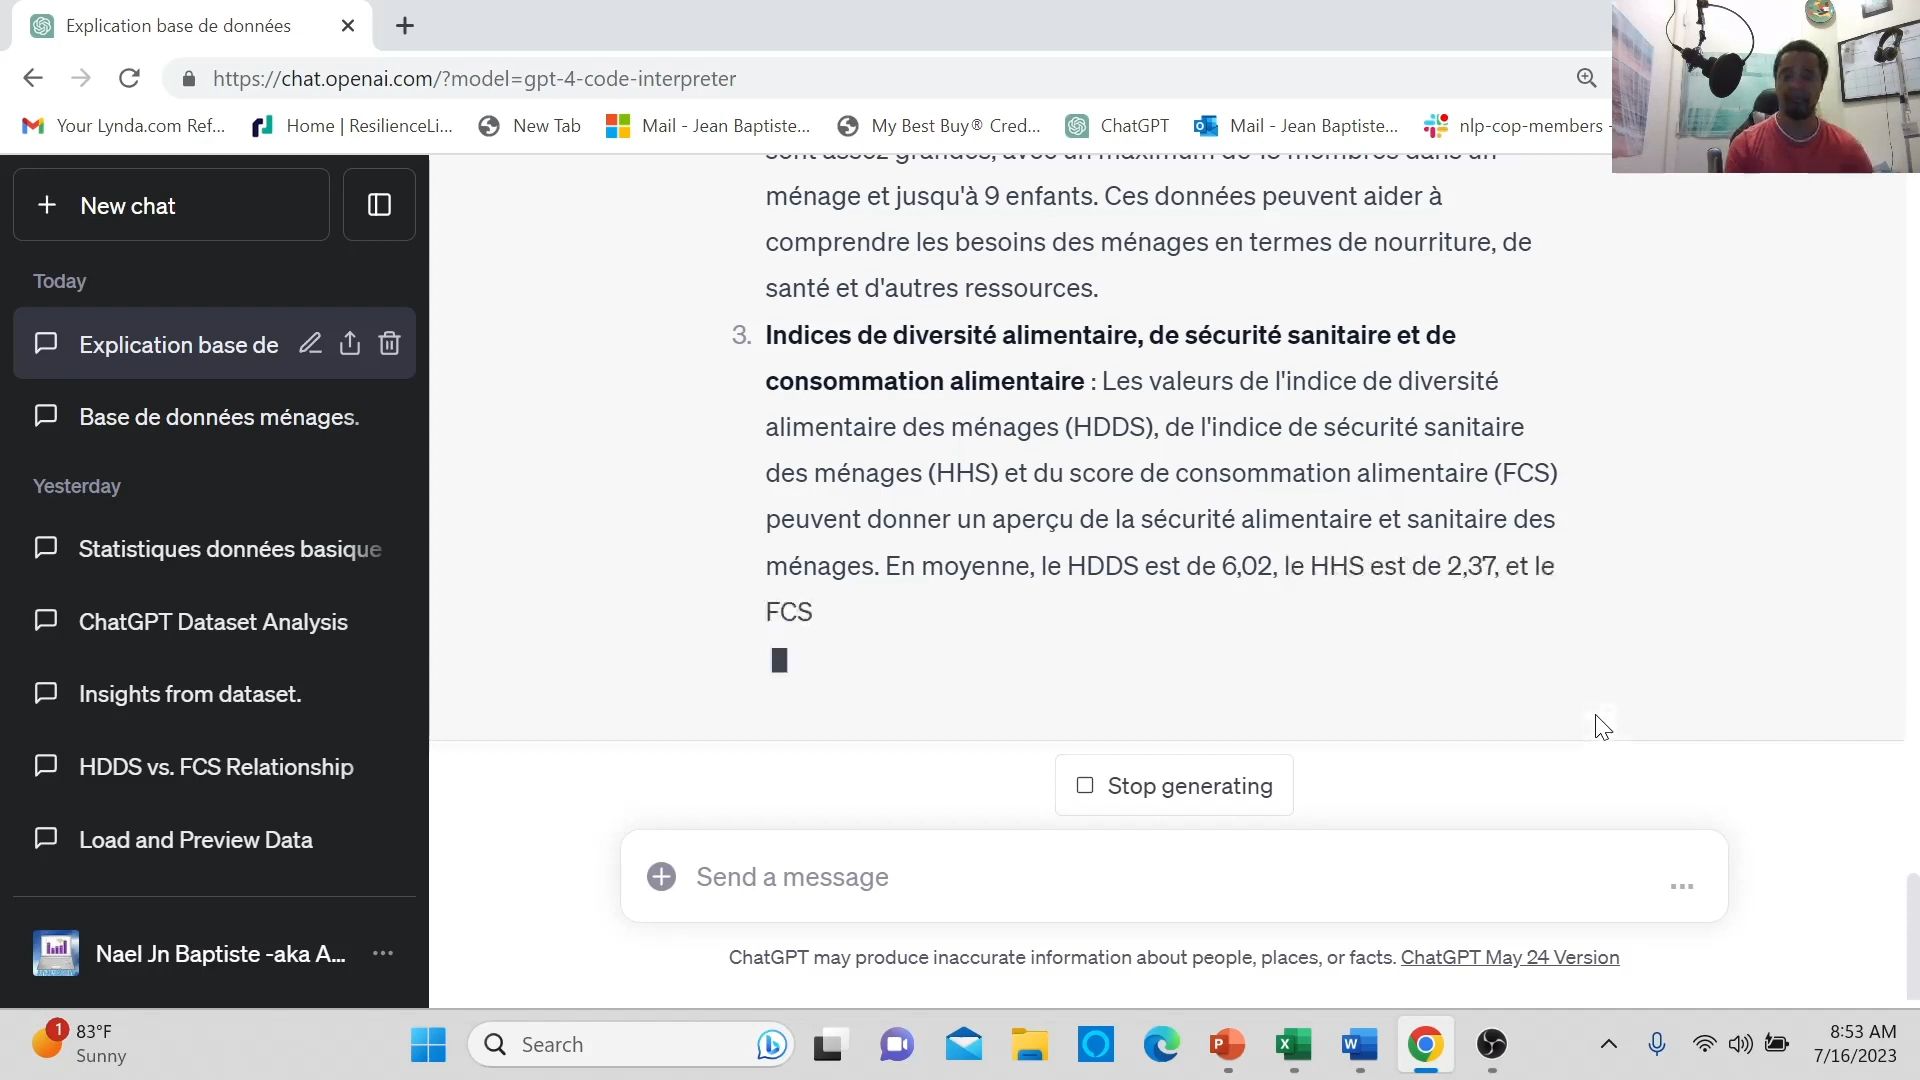 Explication base de données
https://chat.openai.com/?model=gpt-4-code-interpreter
Your Lynda.com Ref...
Home | ResilienceLi...
New Tab
Mail - Jean Baptiste...
My Best Buy® Cred...
ChatGPT
Mail - Jean Baptiste...
nlp-cop-members -
New chat
Today
Explication base de
Base de données ménages.
Yesterday
Statistiques données basique
ChatGPT Dataset Analysis
Insights from dataset.
HDDS vs. FCS Relationship
Load and Preview Data
Nael Jn Baptiste -aka A...
ménage et jusqu'à 9 enfants. Ces données peuvent aider à
comprendre les besoins des ménages en termes de nourriture, de
santé et d'autres ressources.
3. Indices de diversité alimentaire, de sécurité sanitaire et de
consommation alimentaire : Les valeurs de l'indice de diversité
alimentaire des ménages (HDDS), de l'indice de sécurité sanitaire
des ménages (HHS) et du score de consommation alimentaire (FCS)
peuvent donner un aperçu de la sécurité alimentaire et sanitaire des
ménages. En moyenne, le HDDS est de 6,02, le HHS est de 2,37, et le
FCS
Stop generating
Send a message
ChatGPT may produce inaccurate information about people, places, or facts. ChatGPT May 24 Version
1
83°F
Sunny
Search
8:53 AM
7/16/2023